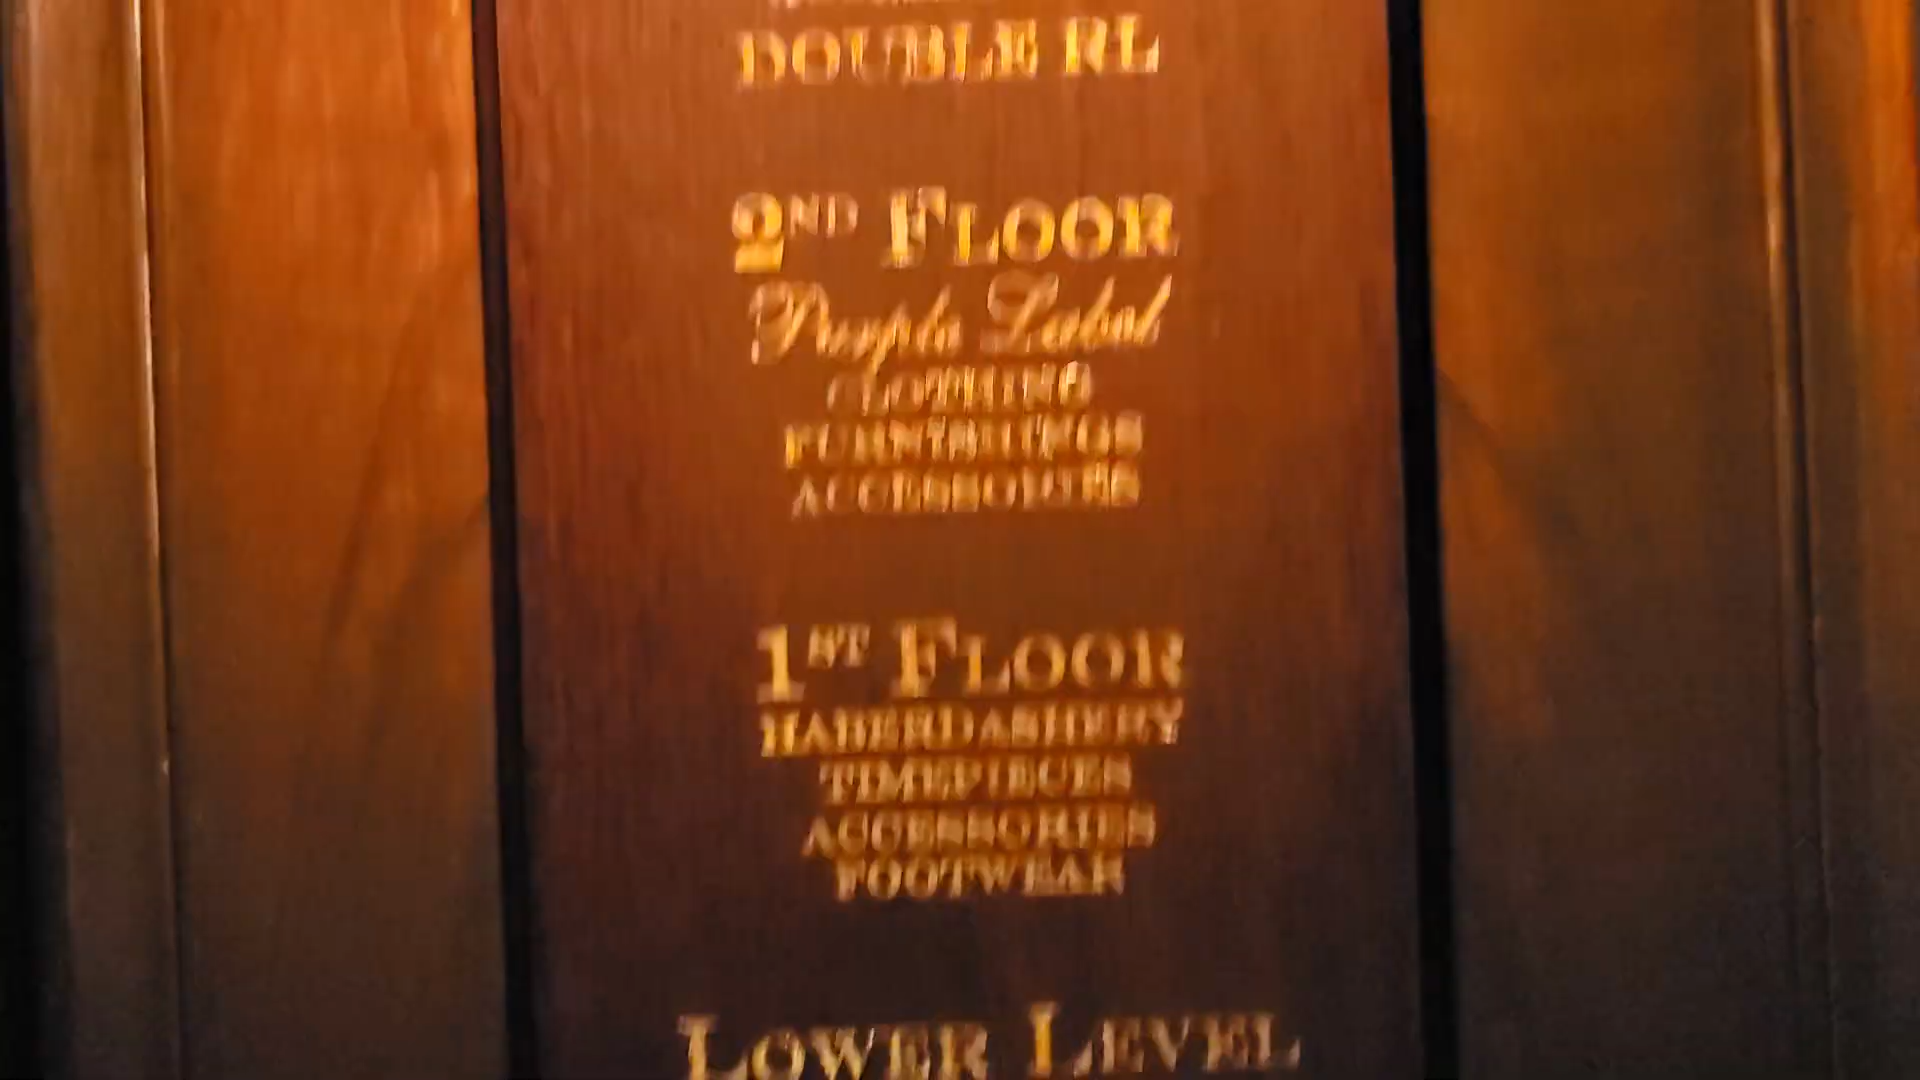 DOUBLE RL
2ND FLOOR
Purple Label
CLOTHING
FURNISHINGS
ACCESSORIES
1ST FLOOR
HABERDASHERY
TIMEPIECES
ACCESSORIES
FOOTWEAR
LOWER LEVEL